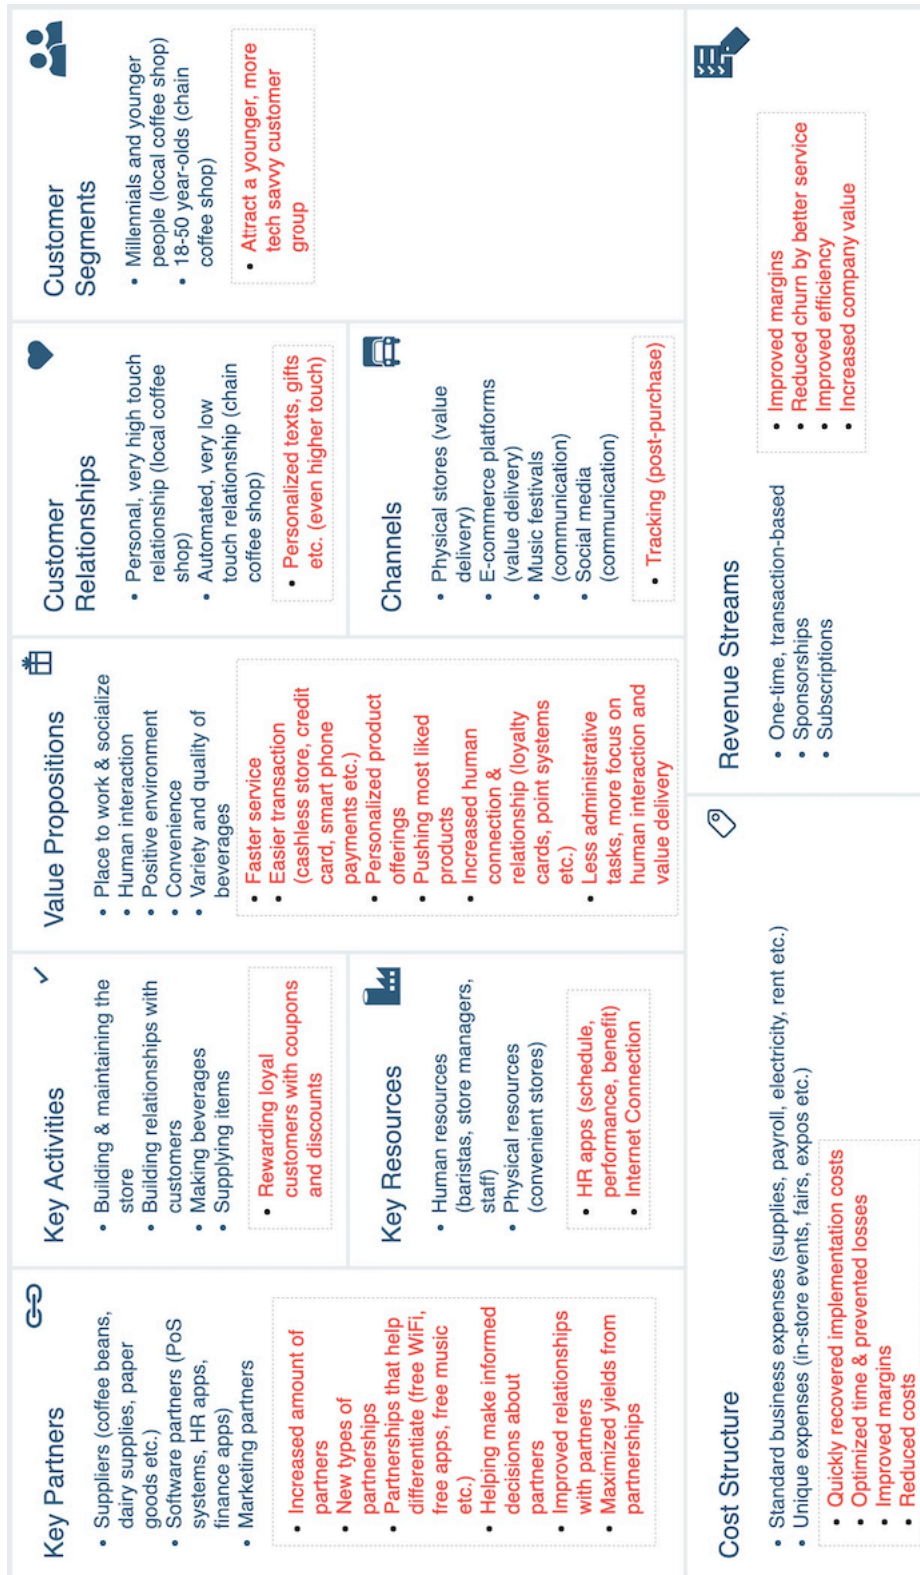 Key Partners
• Suppliers (coffee beans,
dairy supplies, paper
goods etc.)
• Software partners (PoS
systems, HR apps,
finance apps)
• Marketing partners
• Increased amount of
partners
• New types of
partnerships
• Partnerships that help
differentiate (free WiFi,
free apps, free music
etc.)
• Helping make informed
decisions about
partners
• Improved relationships
with partners
• Maximized yields from
partnerships
Key Activities
• Building & maintaining the
store
• Building relationships with
customers
• Making beverages
• Supplying items
• Rewarding loyal
customers with coupons
and discounts
Key Resources
• Human resources
(baristas, store managers,
staff)
• Physical resources
(convenient stores)
• HR apps (schedule,
performance, benefit)
• Internet Connection
Value Propositions
• Place to work & socialize
• Human interaction
• Positive environment
• Convenience
• Variety and quality of
beverages
• Faster service
• Easier transaction
(cashless store, credit
card, smart phone
payments etc.)
• Personalized product
offerings
• Pushing most liked
products
• Increased human
connection &
relationship (loyalty
cards, point systems
etc.)
• Less administrative
tasks, more focus on
human interaction and
value delivery
Customer
Relationships
• Personal, very high touch
relationship (local coffee
shop)
• Automated, very low
touch relationship (chain
coffee shop)
• Personalized texts, gifts
etc. (even higher touch)
Channels
• Physical stores (value
delivery)
• E-commerce platforms
(value delivery)
• Music festivals
(communication)
• Social media
(communication)
• Tracking (post-purchase)
Customer
Segments
• Millennials and younger
people (local coffee shop)
• 18-50 year-olds (chain
coffee shop)
• Attract a younger, more
tech savvy customer
group
Cost Structure
• Standard business expenses (supplies, payroll, electricity, rent etc.)
• Unique expenses (in-store events, fairs, expos etc.)
• Quickly recovered implementation costs
• Optimized time & prevented losses
• Improved margins
• Reduced costs
Revenue Streams
• One-time, transaction-based
• Sponsorships
• Subscriptions
• Improved margins
• Reduced churn by better service
• Improved efficiency
• Increased company value